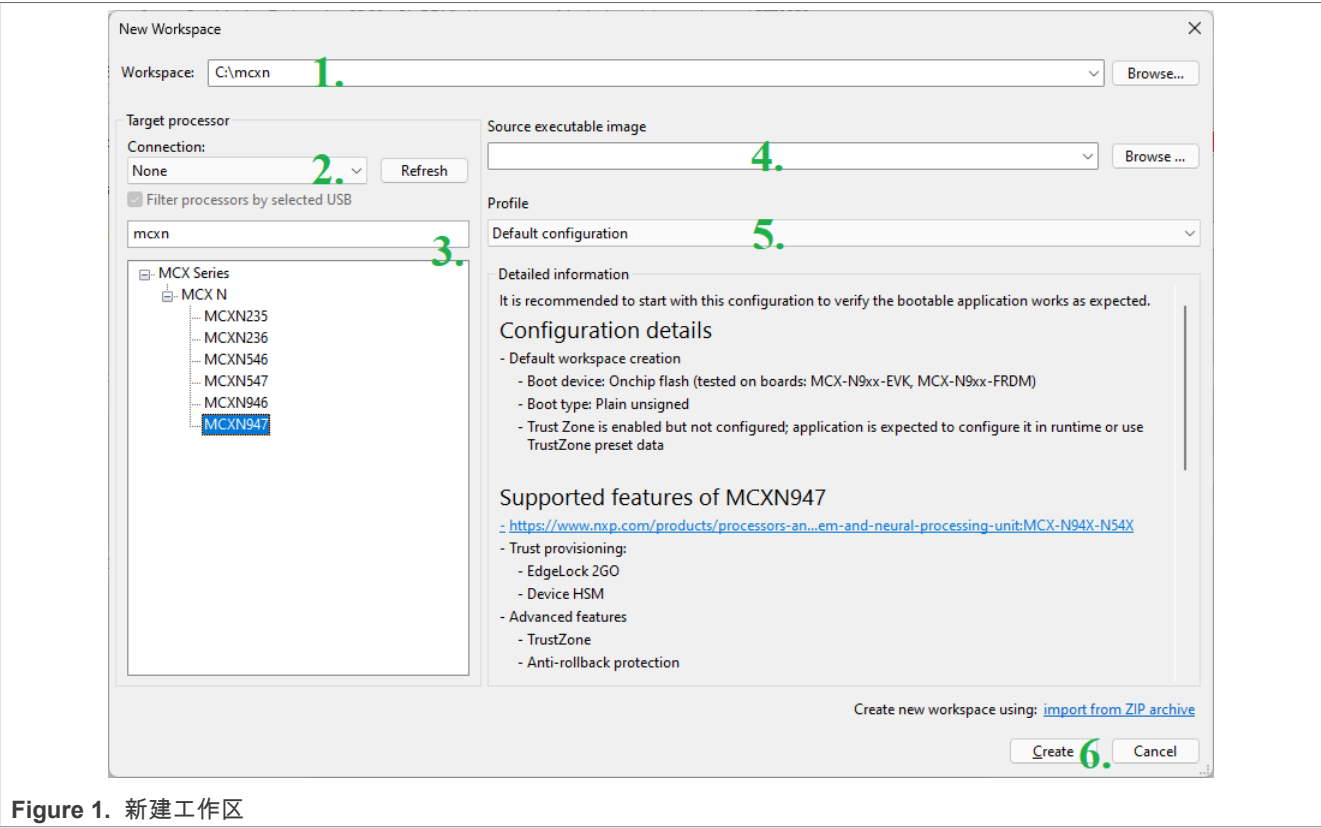 New Workspace
Workspace: C:\mcxn 1. Browse...
Target processor
Connection:
None 2. Refresh
Filter processors by selected USB
mcxn
3.
MCX Series
MCX N
MCXN235
MCXN236
MCXN546
MCXN547
MCXN946
MCXN947
Source executable image
4. Browse ...
Profile
Default configuration 5.
Detailed information
It is recommended to start with this configuration to verify the bootable application works as expected.
Configuration details
- Default workspace creation
- Boot device: Onchip flash (tested on boards: MCX-N9xx-EVK, MCX-N9xx-FRDM)
- Boot type: Plain unsigned
- Trust Zone is enabled but not configured; application is expected to configure it in runtime or use
TrustZone preset data
Supported features of MCXN947
- https://www.nxp.com/products/processors-an...em-and-neural-processing-unit:MCX-N94X-N54X
- Trust provisioning:
- EdgeLock 2GO
- Device HSM
- Advanced features
- TrustZone
- Anti-rollback protection
Create new workspace using: import from ZIP archive
Create 6. Cancel
Figure 1. 新建工作区